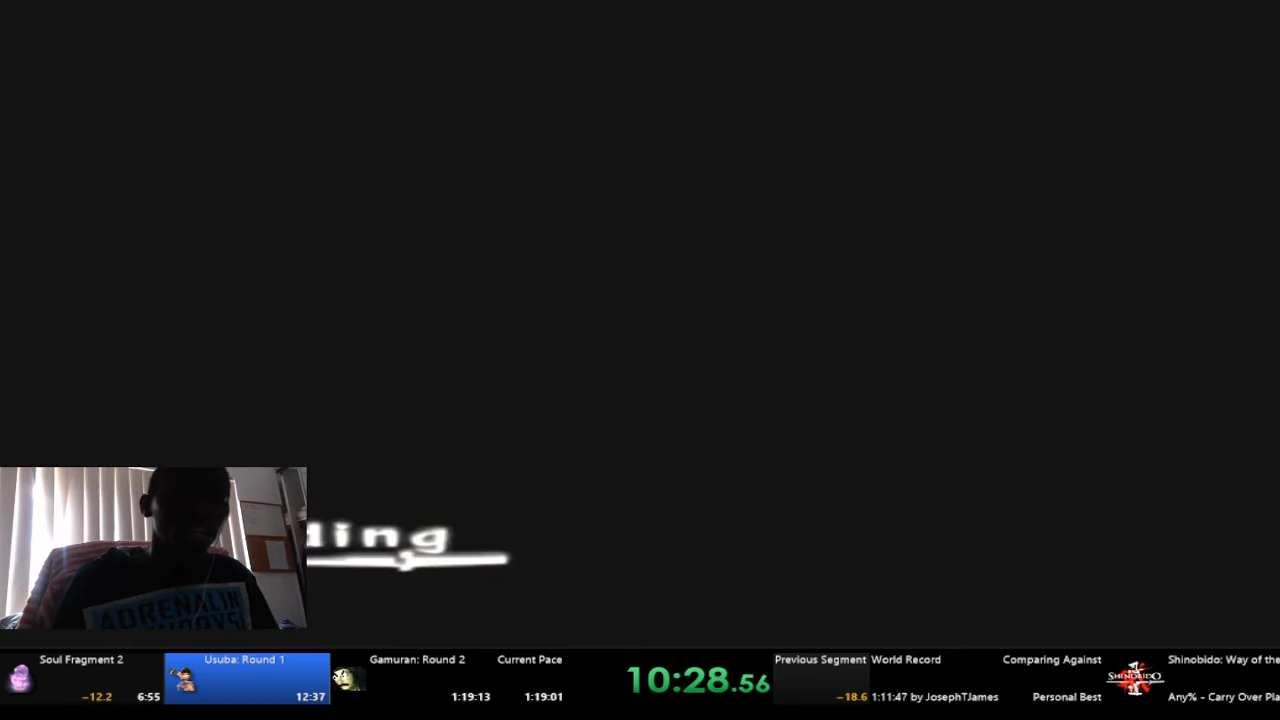 ding
ADRENALIN
Soul Fragment 2
−12.2 6:55
Usuba: Round 1
12:37
Gamuran: Round 2
1:19:13
Current Pace
1:19:01
10:28.56
Previous Segment
−18.6
World Record
1:11:47 by JosephTJames
Comparing Against
Personal Best
SHINOBIDO
Shinobido: Way of the
Any% - Carry Over Pla